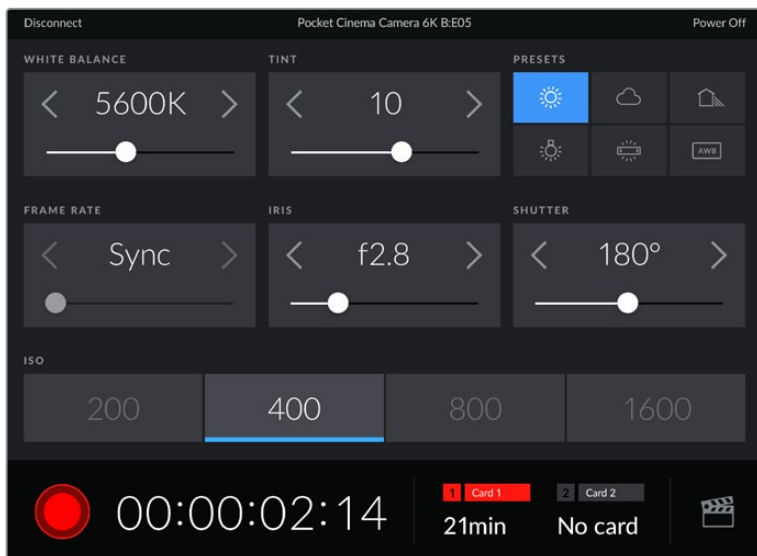 Disconnect Pocket Cinema Camera 6K B:E05 Power Off
WHITE BALANCE TINT PRESETS
5600K 10
AWB
FRAME RATE IRIS SHUTTER
Sync f2.8 180°
ISO
200 400 800 1600
00:00:02:14
1 Card 1 2 Card 2
21min No card